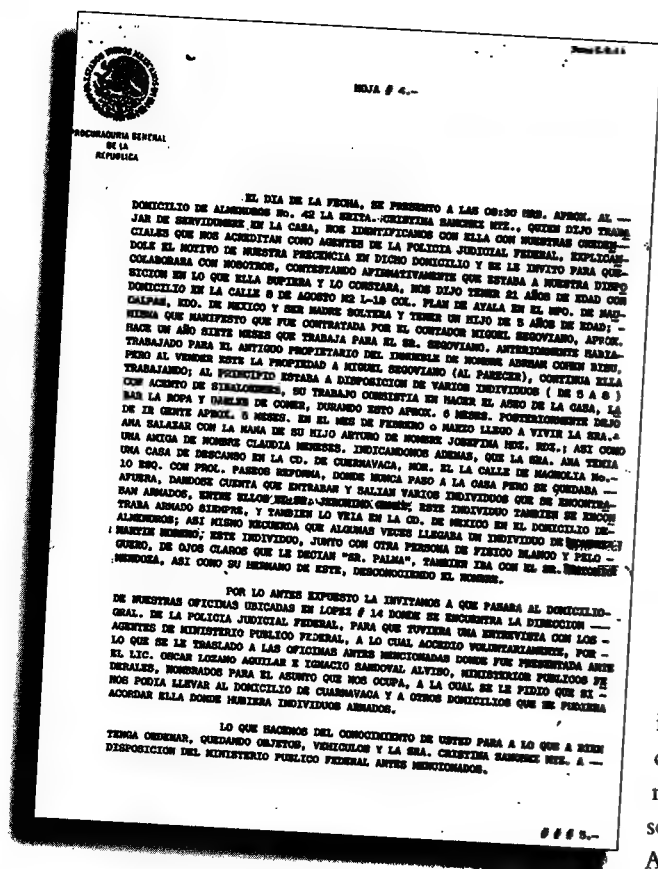 ESTADOS UNIDOS MEXICANOS
PROCURADURIA GENERAL
DE LA
REPUBLICA
HOJA # 4.-
EL DIA DE LA FECHA, SE PRESENTO A LAS 08:30 HRS. APROX. AL —
DOMICILIO DE ALMENDROS No. 42 LA SRITA. CRISTINA SANCHEZ MTZ., QUIEN DIJO TRABA
JAR DE SERVIDUMBRE EN LA CASA, NOS IDENTIFICAMOS CON ELLA CON NUESTRAS CREDEN—
CIALES QUE NOS ACREDITAN COMO AGENTES DE LA POLICIA JUDICIAL FEDERAL, EXPLICAN—
DOLE EL MOTIVO DE NUESTRA PRECENCIA EN DICHO DOMICILIO Y SE LE INVITO PARA QUE—
COLABORARA CON NOSOTROS, CONTESTANDO AFIRMATIVAMENTE QUE ESTABA A NUESTRA DISPO
SICION EN LO QUE ELLA SUPIERA Y LO CONSTARA, NOS DIJO TENER 21 AÑOS DE EDAD CON
DOMICILIO EN LA CALLE 8 DE AGOSTO M2 L-18 COL. PLAN DE AYALA EN EL MPO. DE NAU—
CALPAN, EDO. DE MEXICO Y SER MADRE SOLTERA Y TENER UN HIJO DE 5 AÑOS DE EDAD; -
MISMA QUE MANIFESTO QUE FUE CONTRATADA POR EL CONTADOR MIGUEL SEGOVIANO, APROX.
HACE UN AÑO SIETE MESES QUE TRABAJA PARA EL SR. SEGOVIANO. ANTERIORMENTE HABIA—
TRABAJADO PARA EL ANTIGUO PROPIETARIO DEL INMUEBLE DE NOMBRE COHEN
PERO AL VENDER ESTE LA PROPIEDAD A MIGUEL SEGOVIANO (AL PARECER), CONTINUA ELLA
TRABAJANDO; AL PRINCIPIO ESTABA A DISPOSICION DE VARIOS INDIVIDUOS ( DE 5 A 8 )
CON ACENTO DE SINALOENSES, SU TRABAJO CONSISTIA EN HACER EL ASEO DE LA CASA, LA
BAR LA ROPA Y DARLES DE COMER, DURANDO ESTO APROX. 6 MESES. POSTERIORMENTE DEJO
DE IR GENTE APROX. 5 MESES. EN EL MES DE FEBRERO o MARZO LLEGO A VIVIR LA SRA.
ANA SALAZAR CON LA MAMA DE SU HIJO ARTURO DE NOMBRE JOSEFINA HDZ. RDZ.; ASI COMO
UNA AMIGA DE NOMBRE CLAUDIA MENESES. INDICANDONOS ADEMAS, QUE LA SRA. ANA TENIA
UNA CASA DE DESCANSO EN LA CD. DE CUERNAVACA, MOR. EL LA CALLE DE MAGNOLIA No.—
10 ESQ. CON PROL. PASEOS REFORMA, DONDE NUNCA PASO A LA CASA PERO SE QUEDABA —
AFUERA, DANDOSE CUENTA QUE ENTRABAN Y SALIAN VARIOS INDIVIDUOS QUE SE ENCONTRA—
BAN ARMADOS, ENTRE ELLOS ESTE INDIVIDUO TAMBIEN SE ENCON
TRABA ARMADO SIEMPRE, Y TAMBIEN LO VEIA EN LA CD. DE MEXICO EN EL DOMICILIO DE—
ALMENDROS; ASI MISMO RECUERDA QUE ALGUNAS VECES LLEGABA UN INDIVIDUO DE
MARTIN MORENO; ESTE INDIVIDUO, JUNTO CON OTRA PERSONA DE FISICO BLANCO Y PELO -
GUERO, DE OJOS CLAROS QUE LE DECIAN "SR. PALMA", TAMBIEN IBA CON EL SR.
MENDOZA, ASI COMO SU HERMANO DE ESTE, DESCONOCIENDO EL NOMBRE.
POR LO ANTES EXPUESTO LA INVITAMOS A QUE PASARA AL DOMICILIO—
DE NUESTRAS OFICINAS UBICADAS EN LOPEZ # 14 DONDE SE ENCUENTRA LA DIRECCION —
GRAL. DE LA POLICIA JUDICIAL FEDERAL, PARA QUE TUVIERA UNA ENTREVISTA CON LOS -
AGENTES DE MINISTERIO PUBLICO FEDERAL, A LO CUAL ACCEDIO VOLUNTARIAMENTE, POR -
LO QUE SE LE TRASLADO A LAS OFICINAS ANTES MENCIONADAS DONDE FUE PRESENTADA ANTE
EL LIC. OSCAR LOZANO AGUILAR E IGNACIO SANDOVAL ALVISO, MINISTERIOR PUBLICOS FE
DERALES, NOMBRADOS PARA EL ASUNTO QUE NOS OCUPA, A LA CUAL SE LE PIDIO QUE SI -
NOS PODIA LLEVAR AL DOMICILIO DE CUARNAVACA Y A OTROS DOMICILIOS QUE SE PUDIERA
ACORDAR ELLA DONDE HUBIERA INDIVIDUOS ARMADOS.
LO QUE HACEMOS DEL CONOCIMIENTO DE USTED PARA A LO QUE A BIEN
TENGA ORDENAR, QUEDANDO OBJETOS, VEHICULOS Y LA SRA. CRISTINA SANCHEZ MTZ. A —
DISPOSICION DEL MINISTERIO PUBLICO FEDERAL ANTES MENCIONADOS.
# # # 5.-